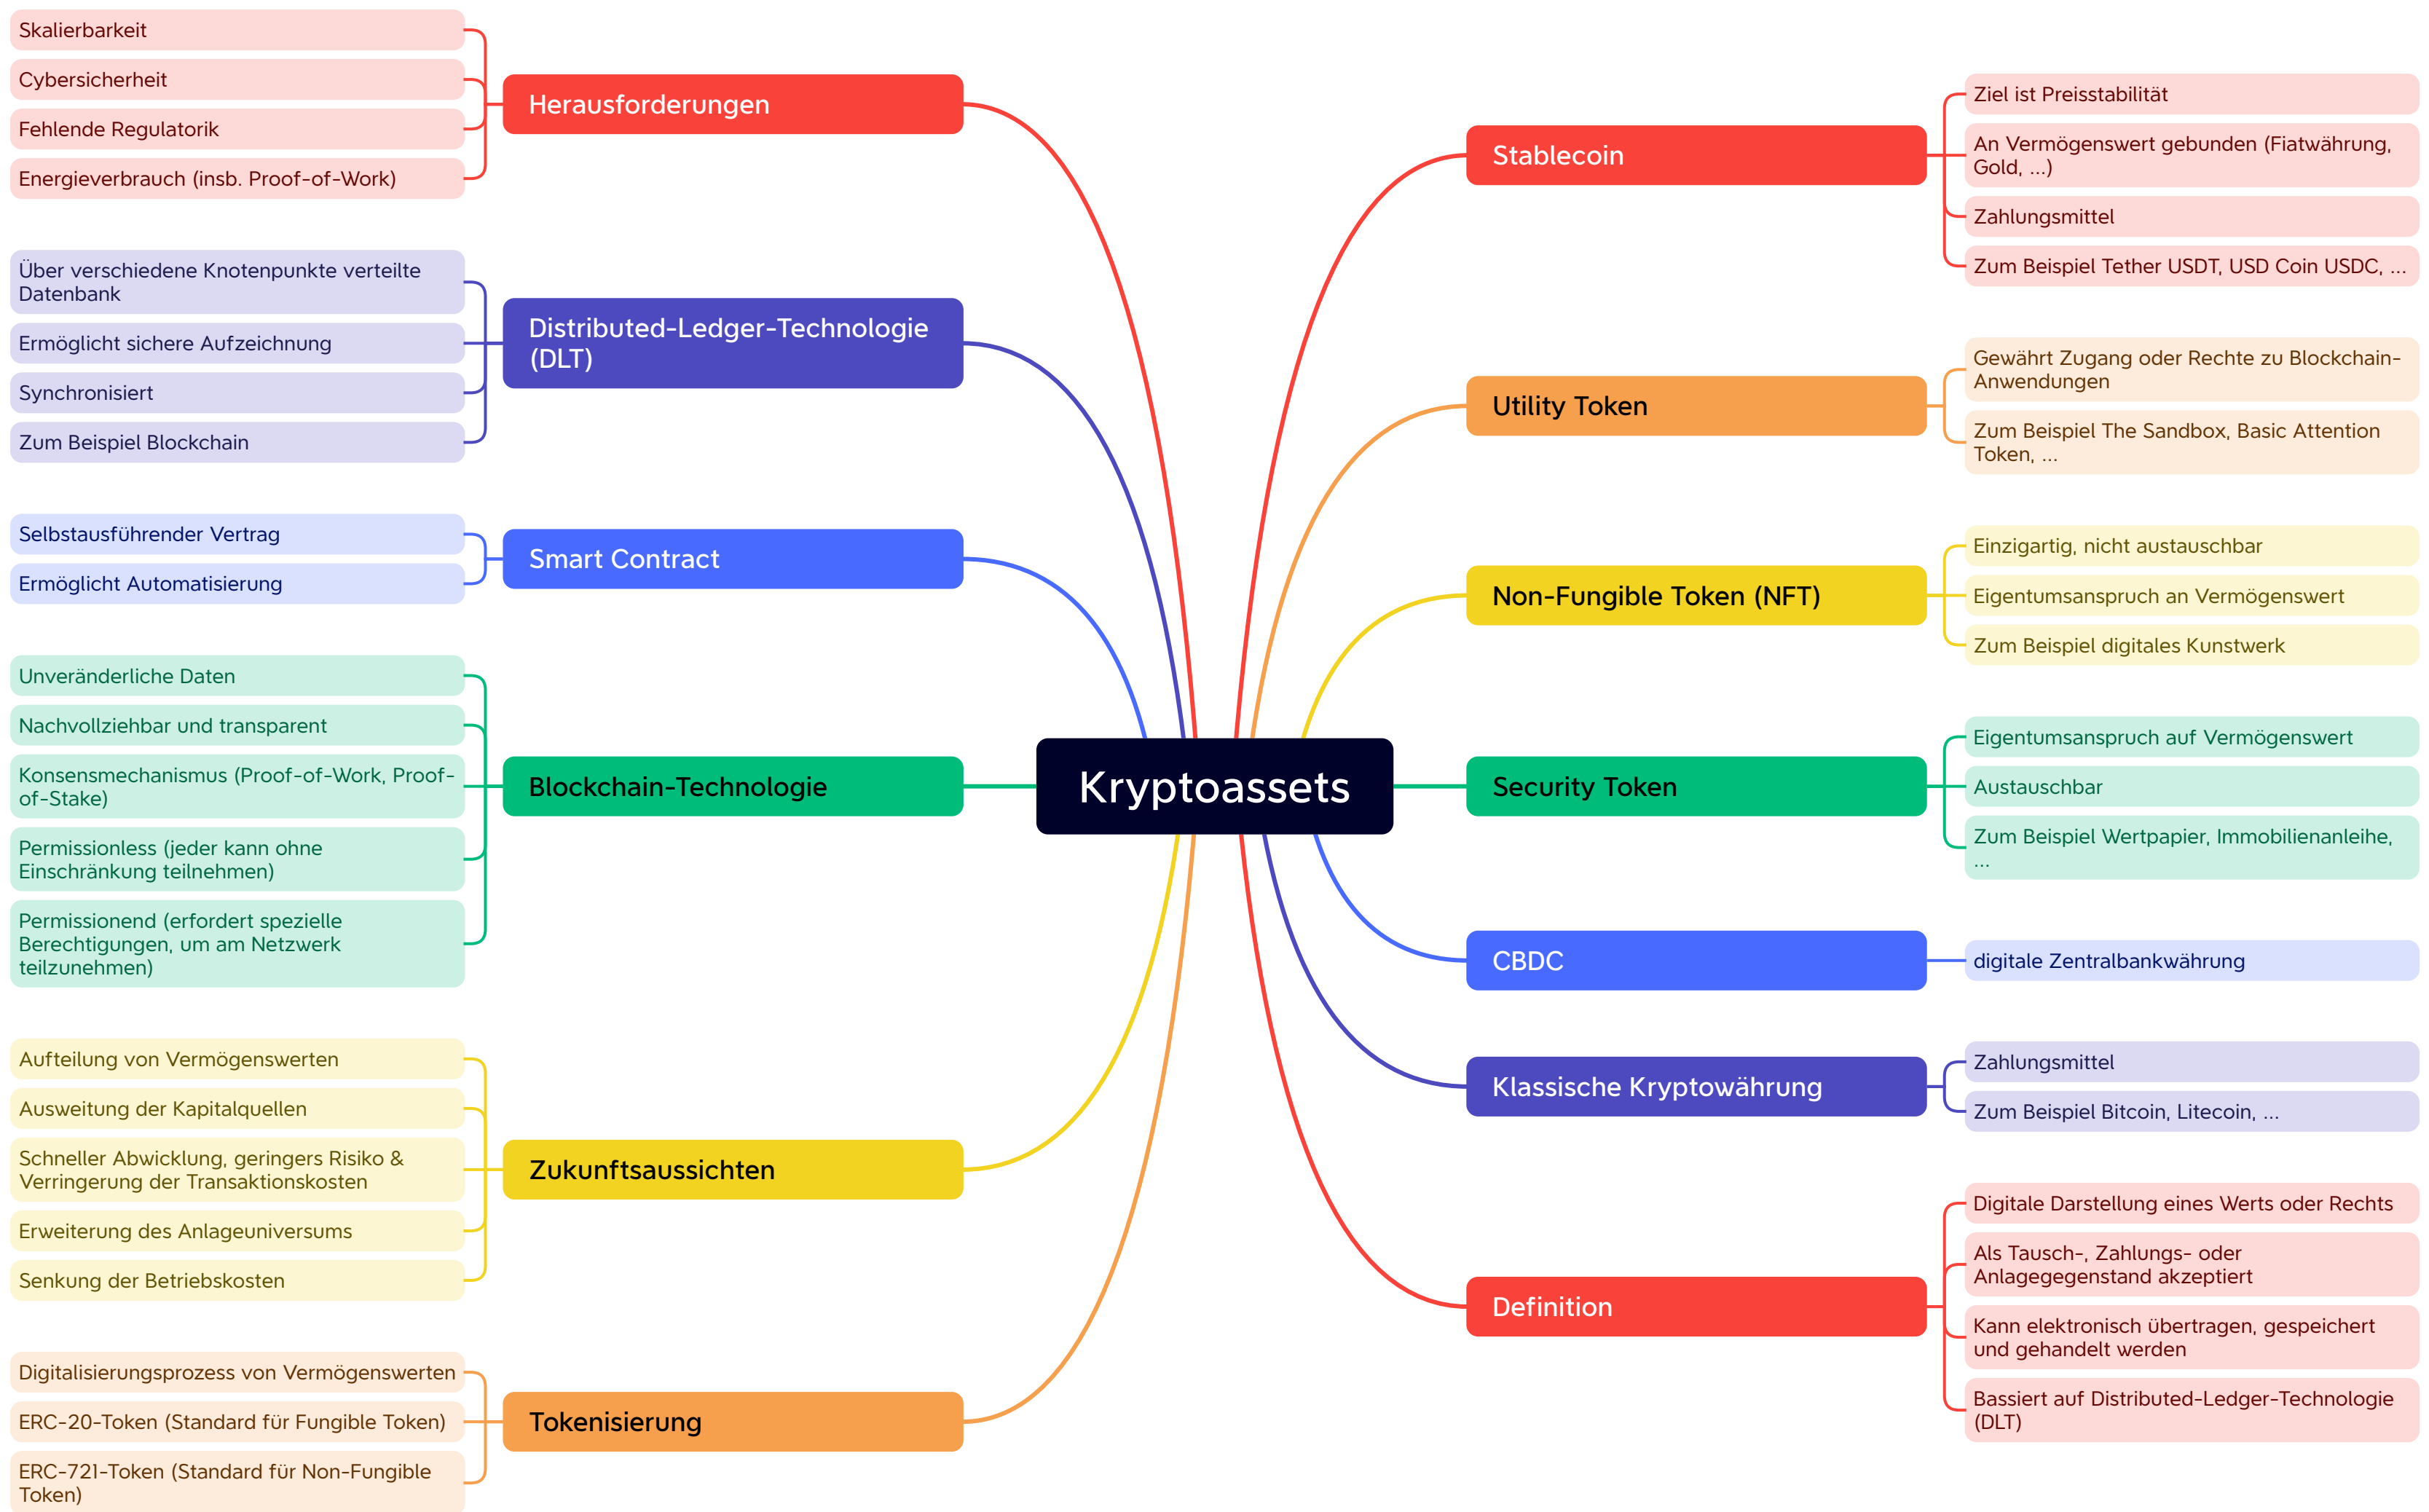 Kryptoassets
Herausforderungen
Skalierbarkeit
Cybersicherheit
Fehlende Regulatorik
Energieverbrauch (insb. Proof-of-Work)
Distributed-Ledger-Technologie
(DLT)
Über verschiedene Knotenpunkte verteilte
Datenbank
Ermöglicht sichere Aufzeichnung
Synchronisiert
Zum Beispiel Blockchain
Smart Contract
Selbstausführender Vertrag
Ermöglicht Automatisierung
Blockchain-Technologie
Unveränderliche Daten
Nachvollziehbar und transparent
Konsensmechanismus (Proof-of-Work, Proof-
of-Stake)
Permissionless (jeder kann ohne
Einschränkung teilnehmen)
Permissionend (erfordert spezielle
Berechtigungen, um am Netzwerk
teilzunehmen)
Zukunftsaussichten
Aufteilung von Vermögenswerten
Ausweitung der Kapitalquellen
Schneller Abwicklung, geringers Risiko &
Verringerung der Transaktionskosten
Erweiterung des Anlageuniversums
Senkung der Betriebskosten
Tokenisierung
Digitalisierungsprozess von Vermögenswerten
ERC-20-Token (Standard für Fungible Token)
ERC-721-Token (Standard für Non-Fungible
Token)
Stablecoin
Ziel ist Preisstabilität
An Vermögenswert gebunden (Fiatwährung,
Gold, ...)
Zahlungsmittel
Zum Beispiel Tether USDT, USD Coin USDC, ...
Utility Token
Gewährt Zugang oder Rechte zu Blockchain-
Anwendungen
Zum Beispiel The Sandbox, Basic Attention
Token, ...
Non-Fungible Token (NFT)
Einzigartig, nicht austauschbar
Eigentumsanspruch an Vermögenswert
Zum Beispiel digitales Kunstwerk
Security Token
Eigentumsanspruch auf Vermögenswert
Austauschbar
Zum Beispiel Wertpapier, Immobilienanleihe,
...
CBDC
digitale Zentralbankwährung
Klassische Kryptowährung
Zahlungsmittel
Zum Beispiel Bitcoin, Litecoin, ...
Definition
Digitale Darstellung eines Werts oder Rechts
Als Tausch-, Zahlungs- oder
Anlagegegenstand akzeptiert
Kann elektronisch übertragen, gespeichert
und gehandelt werden
Bassiert auf Distributed-Ledger-Technologie
(DLT)